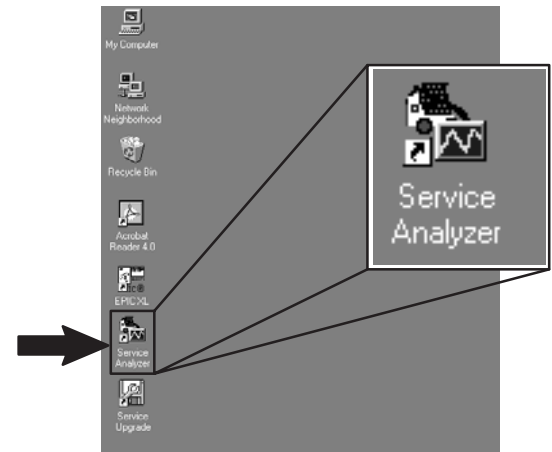 My Computer
Network
Neighborhood
Recycle Bin
Acrobat
Reader 4.0
EPIC XL
Service
Analyzer
Service
Upgrade
Service
Analyzer